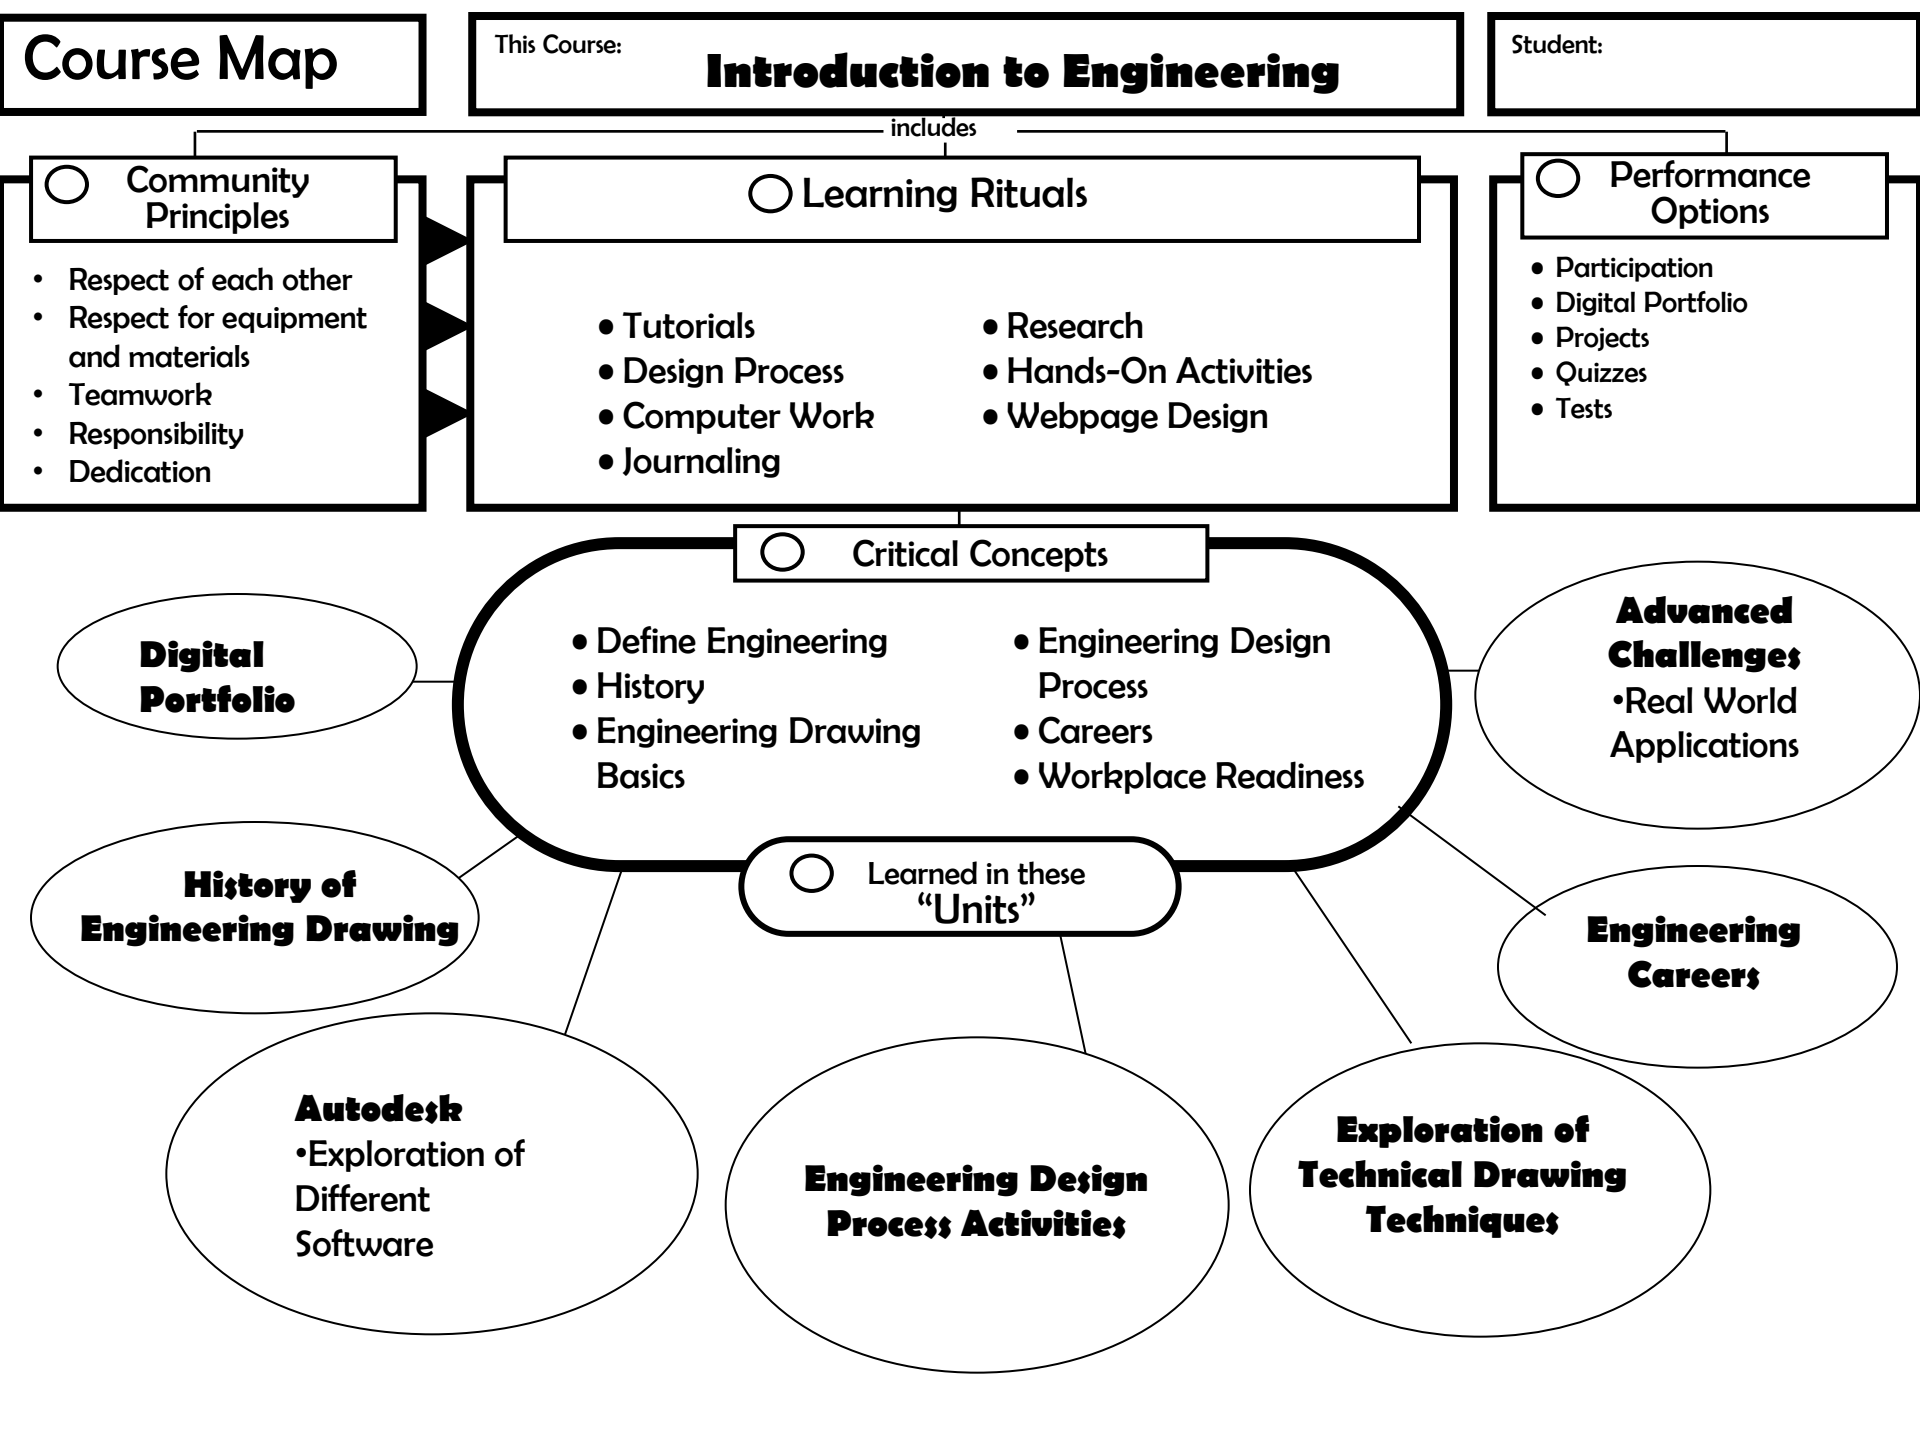 Course Map
This Course:
Introduction to Engineering
Student:
includes
Community
Principles
• Respect of each other
• Respect for equipment
and materials
• Teamwork
• Responsibility
• Dedication
Learning Rituals
• Tutorials
• Design Process
• Computer Work
• Journaling
• Research
• Hands-On Activities
• Webpage Design
Performance
Options
• Participation
• Digital Portfolio
• Projects
• Quizzes
• Tests
Critical Concepts
• Define Engineering
• History
• Engineering Drawing
Basics
• Engineering Design
Process
• Careers
• Workplace Readiness
Learned in these
“Units”
Digital
Portfolio
History of
Engineering Drawing
Autodesk
•Exploration of
Different
Software
Engineering Design
Process Activities
Exploration of
Technical Drawing
Techniques
Engineering
Careers
Advanced
Challenges
•Real World
Applications